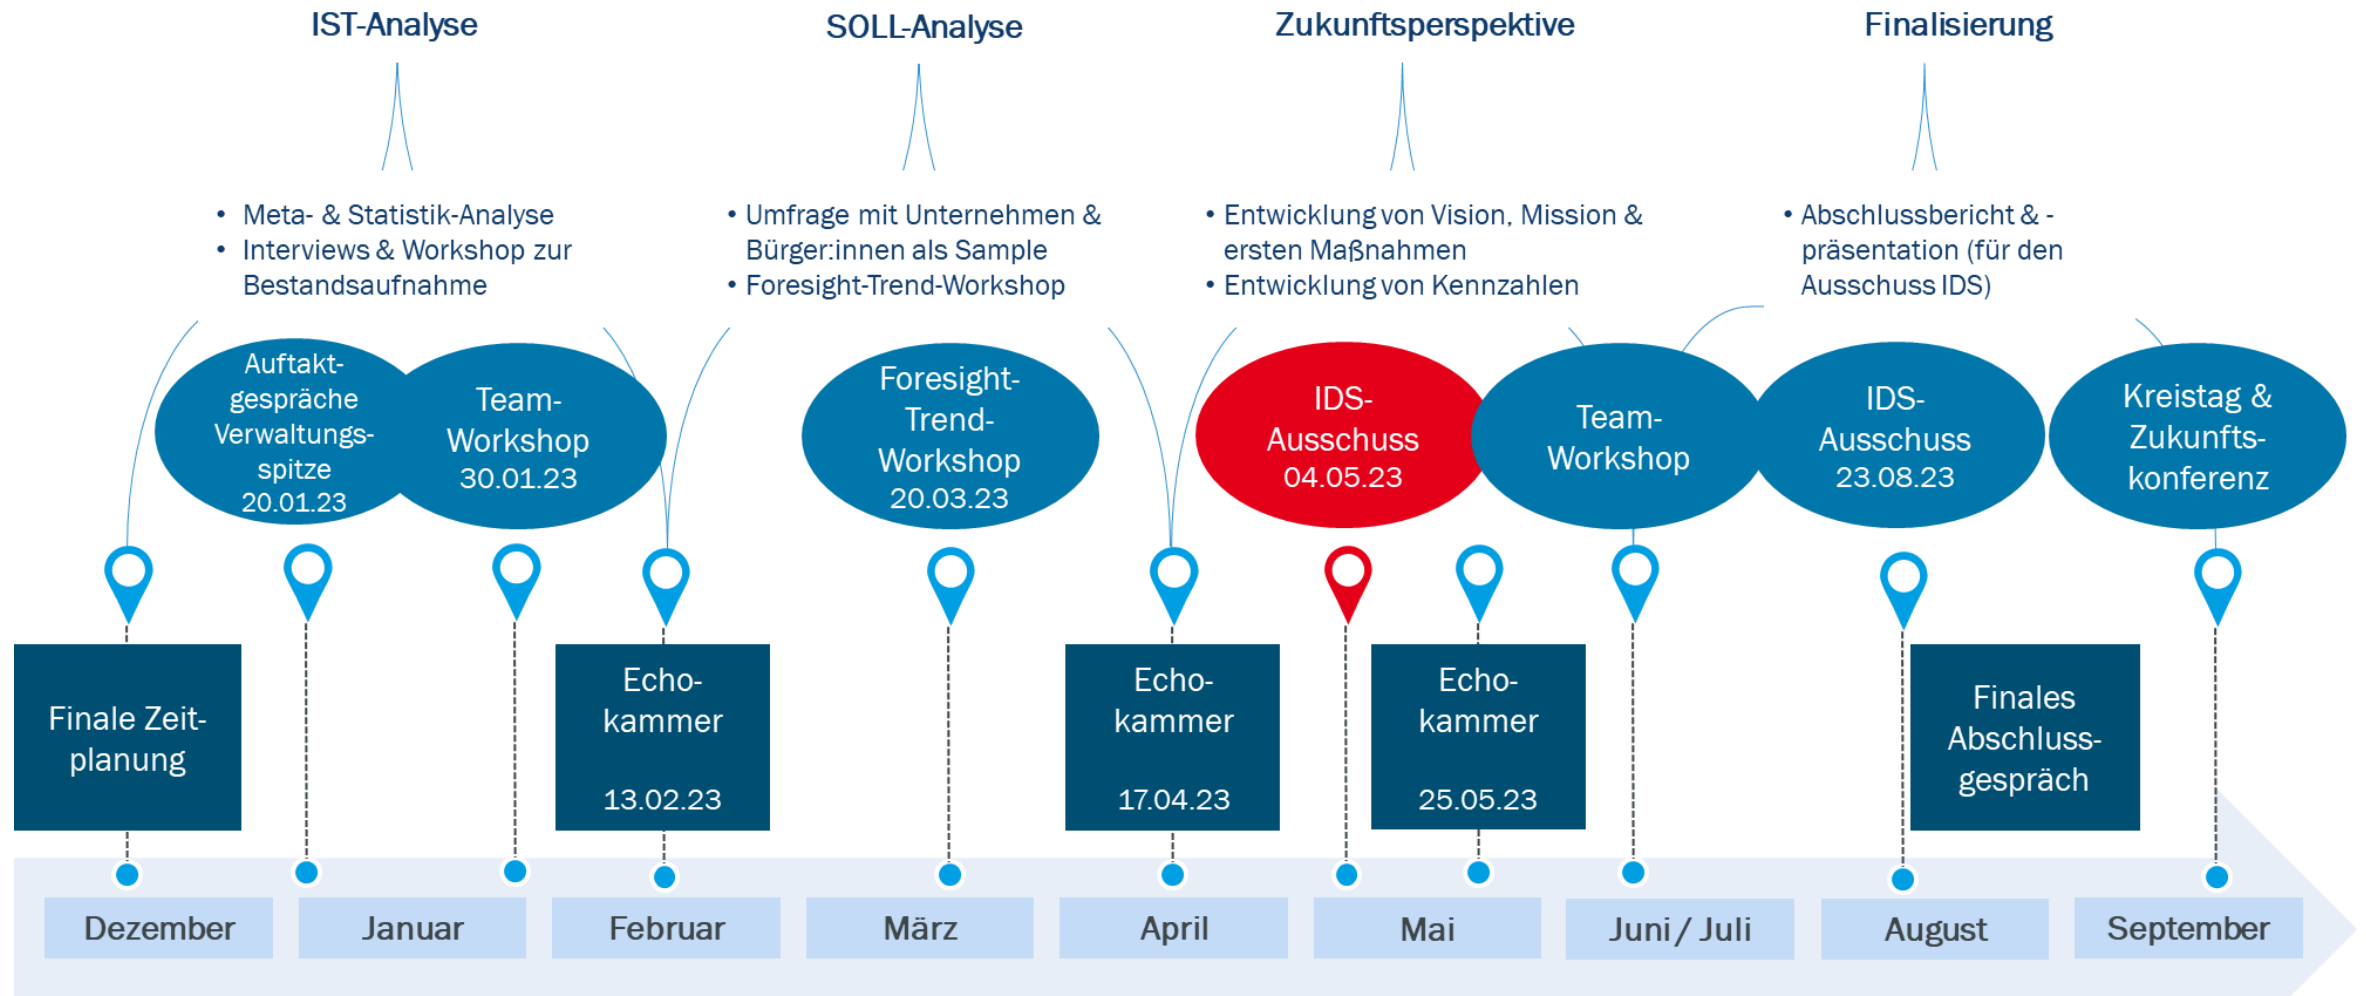 IST-Analyse
SOLL-Analyse
Zukunftsperspektive
Finalisierung
• Meta- & Statistik-Analyse
• Interviews & Workshop zur
Bestandsaufnahme
• Umfrage mit Unternehmen &
Bürger:innen als Sample
• Foresight-Trend-Workshop
• Entwicklung von Vision, Mission &
ersten Maßnahmen
• Entwicklung von Kennzahlen
• Abschlussbericht & -
präsentation (für den
Ausschuss IDS)
Auftakt-
gespräche
Verwaltungs-
spitze
20.01.23
Team-
Workshop
30.01.23
Foresight-
Trend-
Workshop
20.03.23
IDS-
Ausschuss
04.05.23
Team-
Workshop
IDS-
Ausschuss
23.08.23
Kreistag &
Zukunfts-
konferenz
Finale Zeit-
planung
Echo-
kammer
13.02.23
Echo-
kammer
17.04.23
Echo-
kammer
25.05.23
Finales
Abschluss-
gespräch
Dezember
Januar
Februar
März
April
Mai
Juni / Juli
August
September